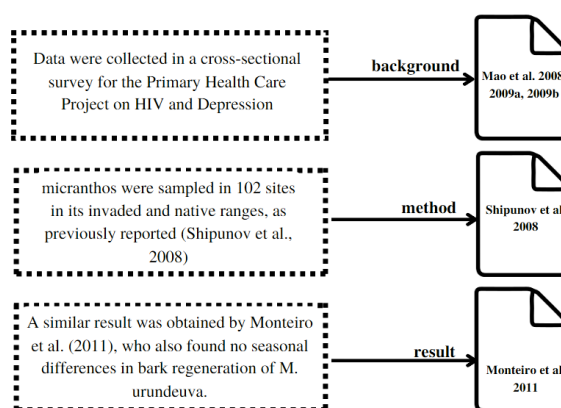 Data were collected in a cross-sectional
survey for the Primary Health Care
Project on HIV and Depression
background
Mao et al. 2008
2009a, 2009b
micranthos were sampled in 102 sites
in its invaded and native ranges, as
previously reported (Shipunov et al.,
2008)
method
Shipunov et al
2008
A similar result was obtained by Monteiro
et al. (2011), who also found no seasonal
differences in bark regeneration of M.
urundeuva.
result
Monteiro et al
2011